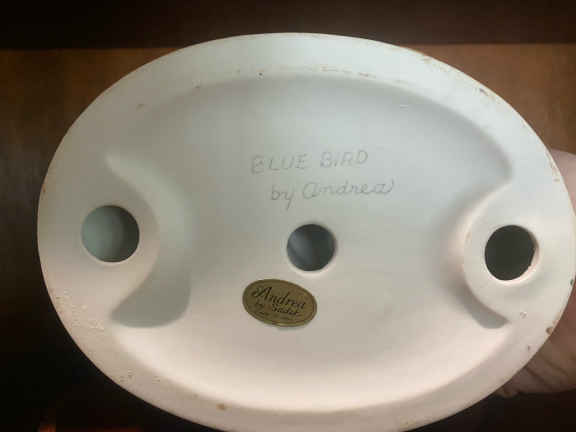 BLUE BIRD
by Andrea
Andrea
by Sadek